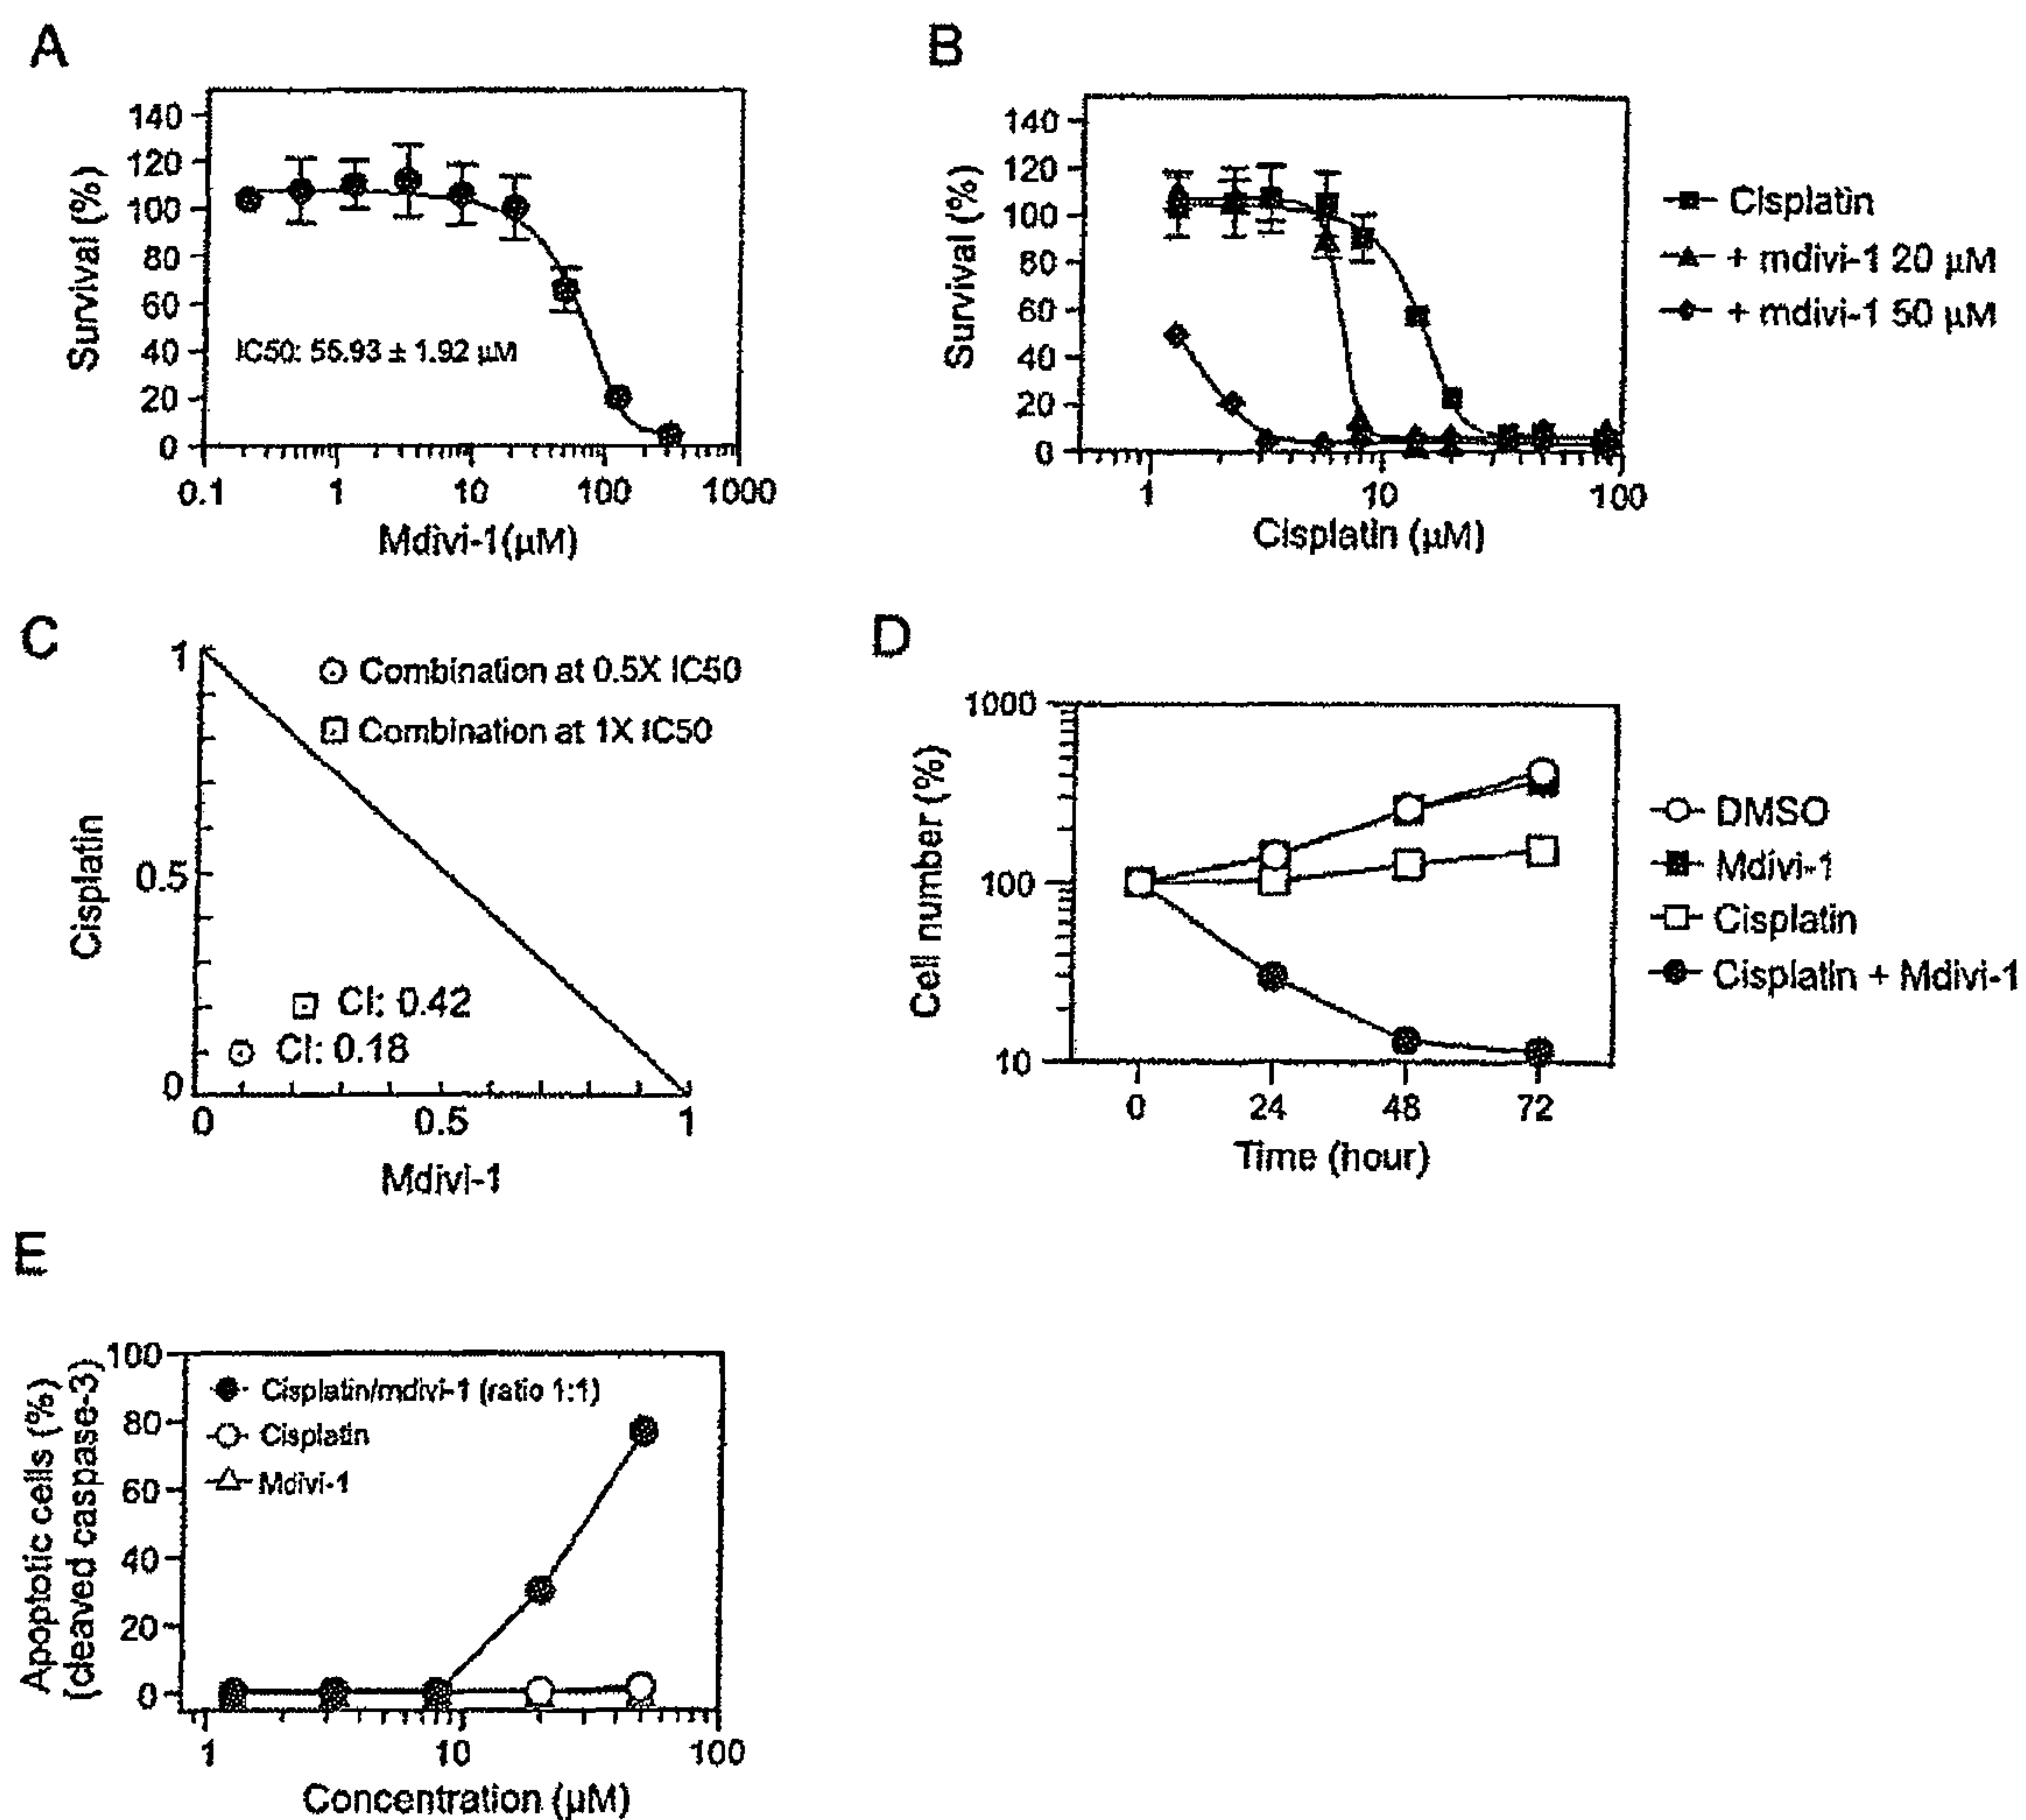 A
140
120
100
80
60
40
20
0
Survival (%)
IC50: 55.93 ± 1.92 µM
0.1 1 10 100 1000
Mdivi-1(µM)
B
140
120
100
80
60
40
20
0
Survival (%)
1 10 100
Cisplatin (µM)
Cisplatin
+ mdivi-1 20 µM
+ mdivi-1 50 µM
C
1
0.5
0
Cisplatin
Combination at 0.5X IC50
Combination at 1X IC50
CI: 0.42
CI: 0.18
0 0.5 1
Mdivi-1
D
1000
100
10
Cell number (%)
0 24 48 72
Time (hour)
DMSO
Mdivi-1
Cisplatin
Cisplatin + Mdivi-1
E
100
80
60
40
20
0
Apoptotic cells (%)
(cleaved caspase-3)
Cisplatin/mdivi-1 (ratio 1:1)
Cisplatin
Mdivi-1
1 10 100
Concentration (µM)